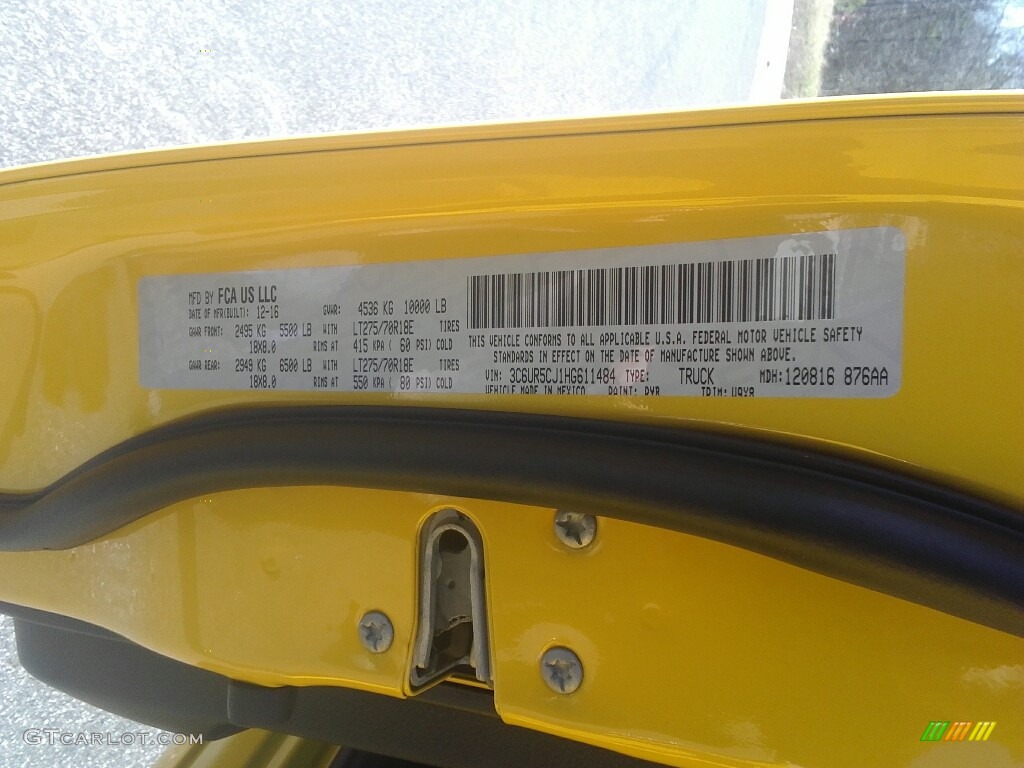 MFD BY FCA US LLC
DATE OF MFR(BUILT): 12-16 GVWR: 4536 KG 10000 LB
GAWR FRONT: 2495 KG 5500 LB WITH LT275/70R18E TIRES
18X8.0 RIMS AT 415 KPA ( 60 PSI) COLD
GAWR REAR: 2949 KG 6500 LB WITH LT275/70R18E TIRES
18X8.0 RIMS AT 550 KPA ( 80 PSI) COLD
THIS VEHICLE CONFORMS TO ALL APPLICABLE U.S.A. FEDERAL MOTOR VEHICLE SAFETY
STANDARDS IN EFFECT ON THE DATE OF MANUFACTURE SHOWN ABOVE.
VIN: 3C6UR5CJ1HG611484 TYPE: TRUCK MDH: 120816 876AA
VEHICLE MADE IN MEXICO PAINT: TRIM:
GTCARLOT.COM